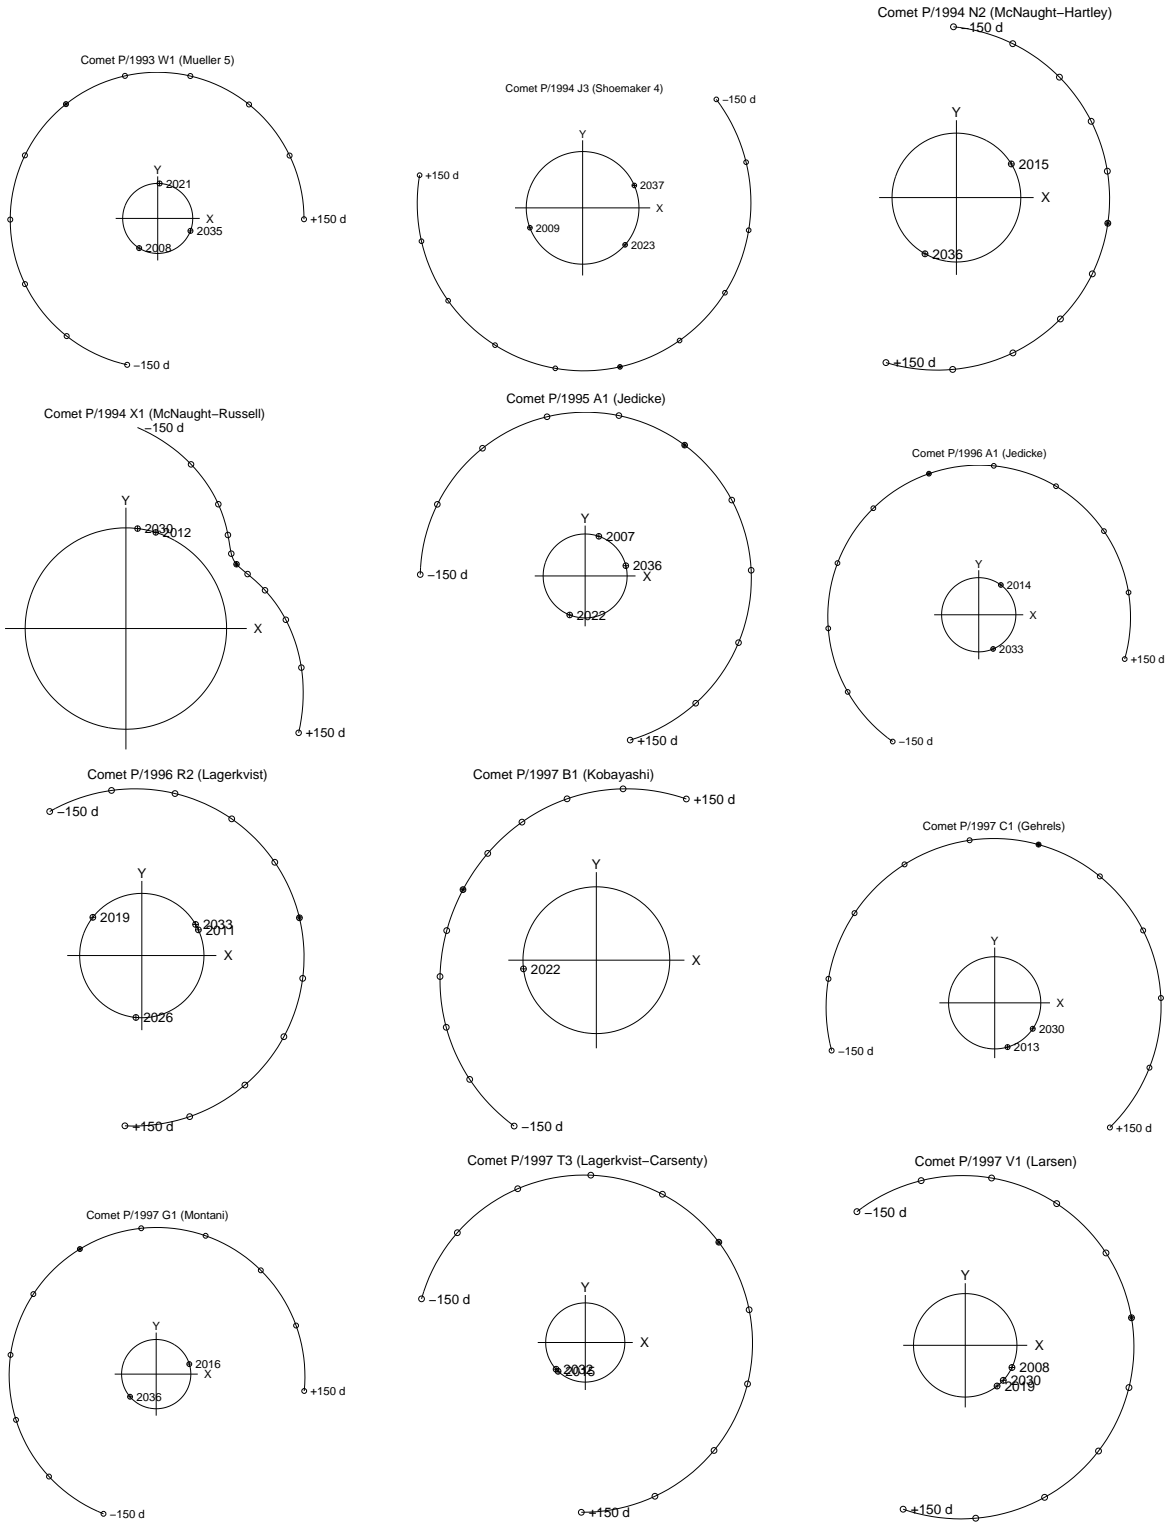 Comet P/1993 W1 (Mueller 5)
Y
2021
X
+150 d
2035
2008
−150 d
Comet P/1994 J3 (Shoemaker 4)
−150 d
Y
+150 d
2037
X
2009
2023
Comet P/1994 N2 (McNaught−Hartley)
−150 d
Y
2015
X
2036
+150 d
Comet P/1994 X1 (McNaught−Russell)
−150 d
Y
2030
2012
X
+150 d
Comet P/1995 A1 (Jedicke)
Y
2007
2036
−150 d
X
2022
+150 d
Comet P/1996 A1 (Jedicke)
Y
2014
X
2033
+150 d
−150 d
Comet P/1996 R2 (Lagerkvist)
−150 d
Y
2019
2033
2011
X
2026
+150 d
Comet P/1997 B1 (Kobayashi)
+150 d
Y
X
2022
−150 d
Comet P/1997 C1 (Gehrels)
Y
X
2030
2013
−150 d
+150 d
Comet P/1997 G1 (Montani)
Y
2016
X
+150 d
2036
−150 d
Comet P/1997 T3 (Lagerkvist−Carsenty)
−150 d
Y
X
2032
2015
+150 d
Comet P/1997 V1 (Larsen)
−150 d
Y
X
2008
2030
2019
+150 d